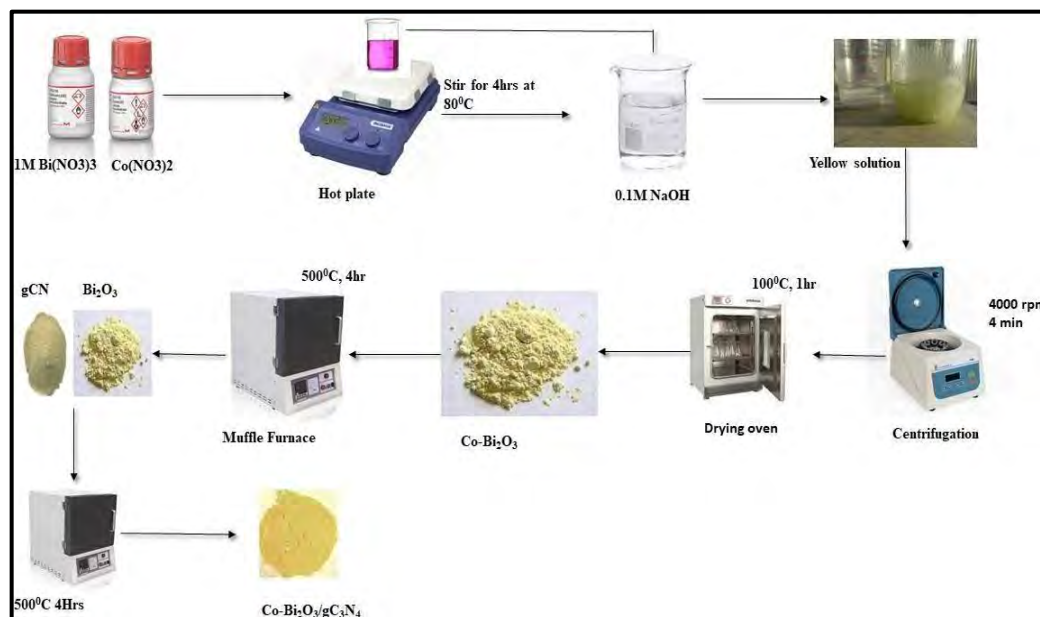 1M Bi(NO3)3
Co(NO3)2
Hot plate
Stir for 4hrs at
80⁰C
0.1M NaOH
Yellow solution
4000 rpm
4 min
Centrifugation
100⁰C, 1hr
Drying oven
Co-Bi₂O₃
500⁰C, 4hr
Muffle Furnace
gCN
Bi₂O₃
500⁰C 4Hrs
Co-Bi₂O₃/gC₃N₄